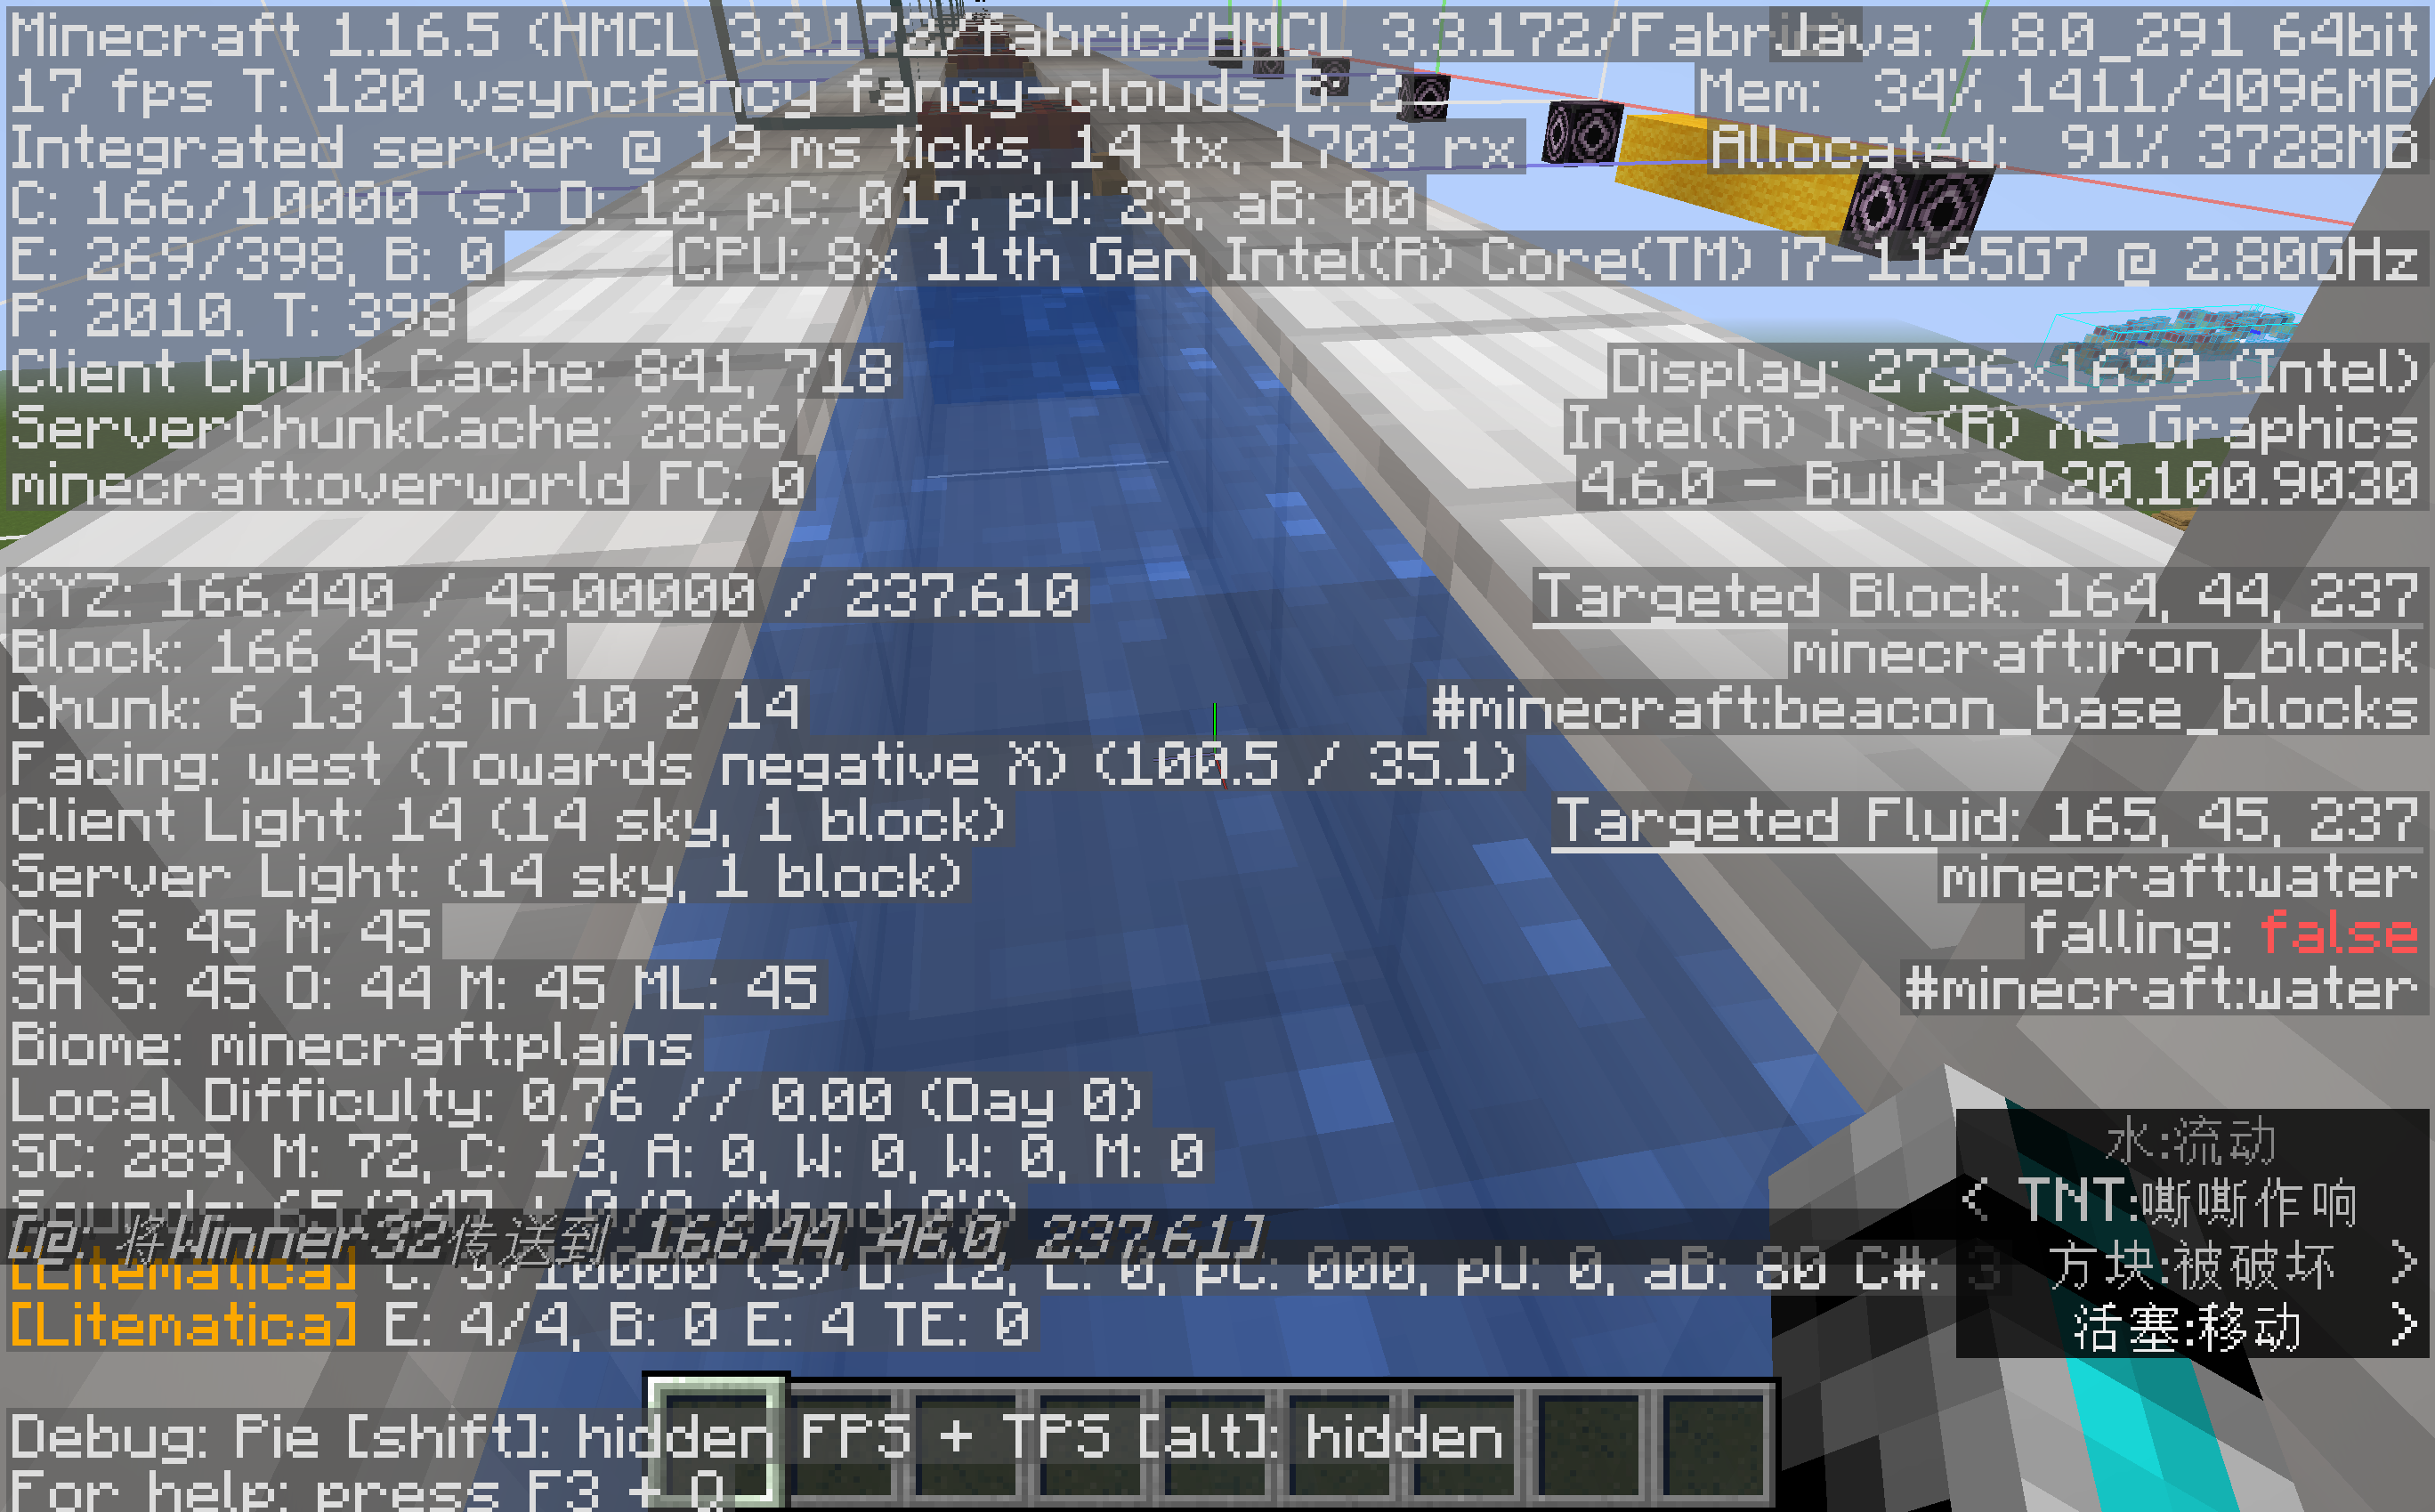 Minecraft 1.16.5 (HMCL 3.3.172/fabric/HMCL 3.3.172/Fabri
17 fps T: 120 vsyncfancy fancy-clouds B: 2
Integrated server @ 19 ms ticks, 14 tx, 1703 rx
C: 166/10000 (s) D: 12, pC: 017, pU: 23, aB: 00
E: 269/398, B: 0
P: 2010. T: 398
Client Chunk Cache: 841, 718
ServerChunkCache: 2866
minecraft:overworld FC: 0
XYZ: 166.440 / 45.00000 / 237.610
Block: 166 45 237
Chunk: 6 13 13 in 10 2 14
Facing: west (Towards negative X) (100.5 / 35.1)
Client Light: 14 (14 sky, 1 block)
Server Light: (14 sky, 1 block)
CH S: 45 M: 45
SH S: 45 O: 44 M: 45 ML: 45
Biome: minecraft:plains
Local Difficulty: 0.76 // 0.00 (Day 0)
SC: 289, M: 72, C: 13, A: 0, W: 0, W: 0, M: 0
Sounds: 65/247 + 0/0 (Mood 0%)
[@: 将Winner32传送到 166.44, 46.0, 237.61]
[Litematica] C: 3/10000 (s) D: 12, L: 0, pC: 000, pU: 0, aB: 80 C#: 3
[Litematica] E: 4/4, B: 0 E: 4 TE: 0
Debug: Pie [shift]: hidden FPS + TPS [alt]: hidden
For help: press F3 + Q
Java: 1.8.0_291 64bit
Mem: 34% 1411/4096MB
Allocated: 91% 3728MB
CPU: 8x 11th Gen Intel(R) Core(TM) i7-1165G7 @ 2.80GHz
Display: 2736x1699 (Intel)
Intel(R) Iris(R) Xe Graphics
4.6.0 - Build 27.20.100.9030
Targeted Block: 164, 44, 237
minecraft:iron_block
#minecraft:beacon_base_blocks
Targeted Fluid: 165, 45, 237
minecraft:water
falling: false
#minecraft:water
水:流动
< TNT:嘶嘶作响
方块被破坏 >
活塞:移动 >